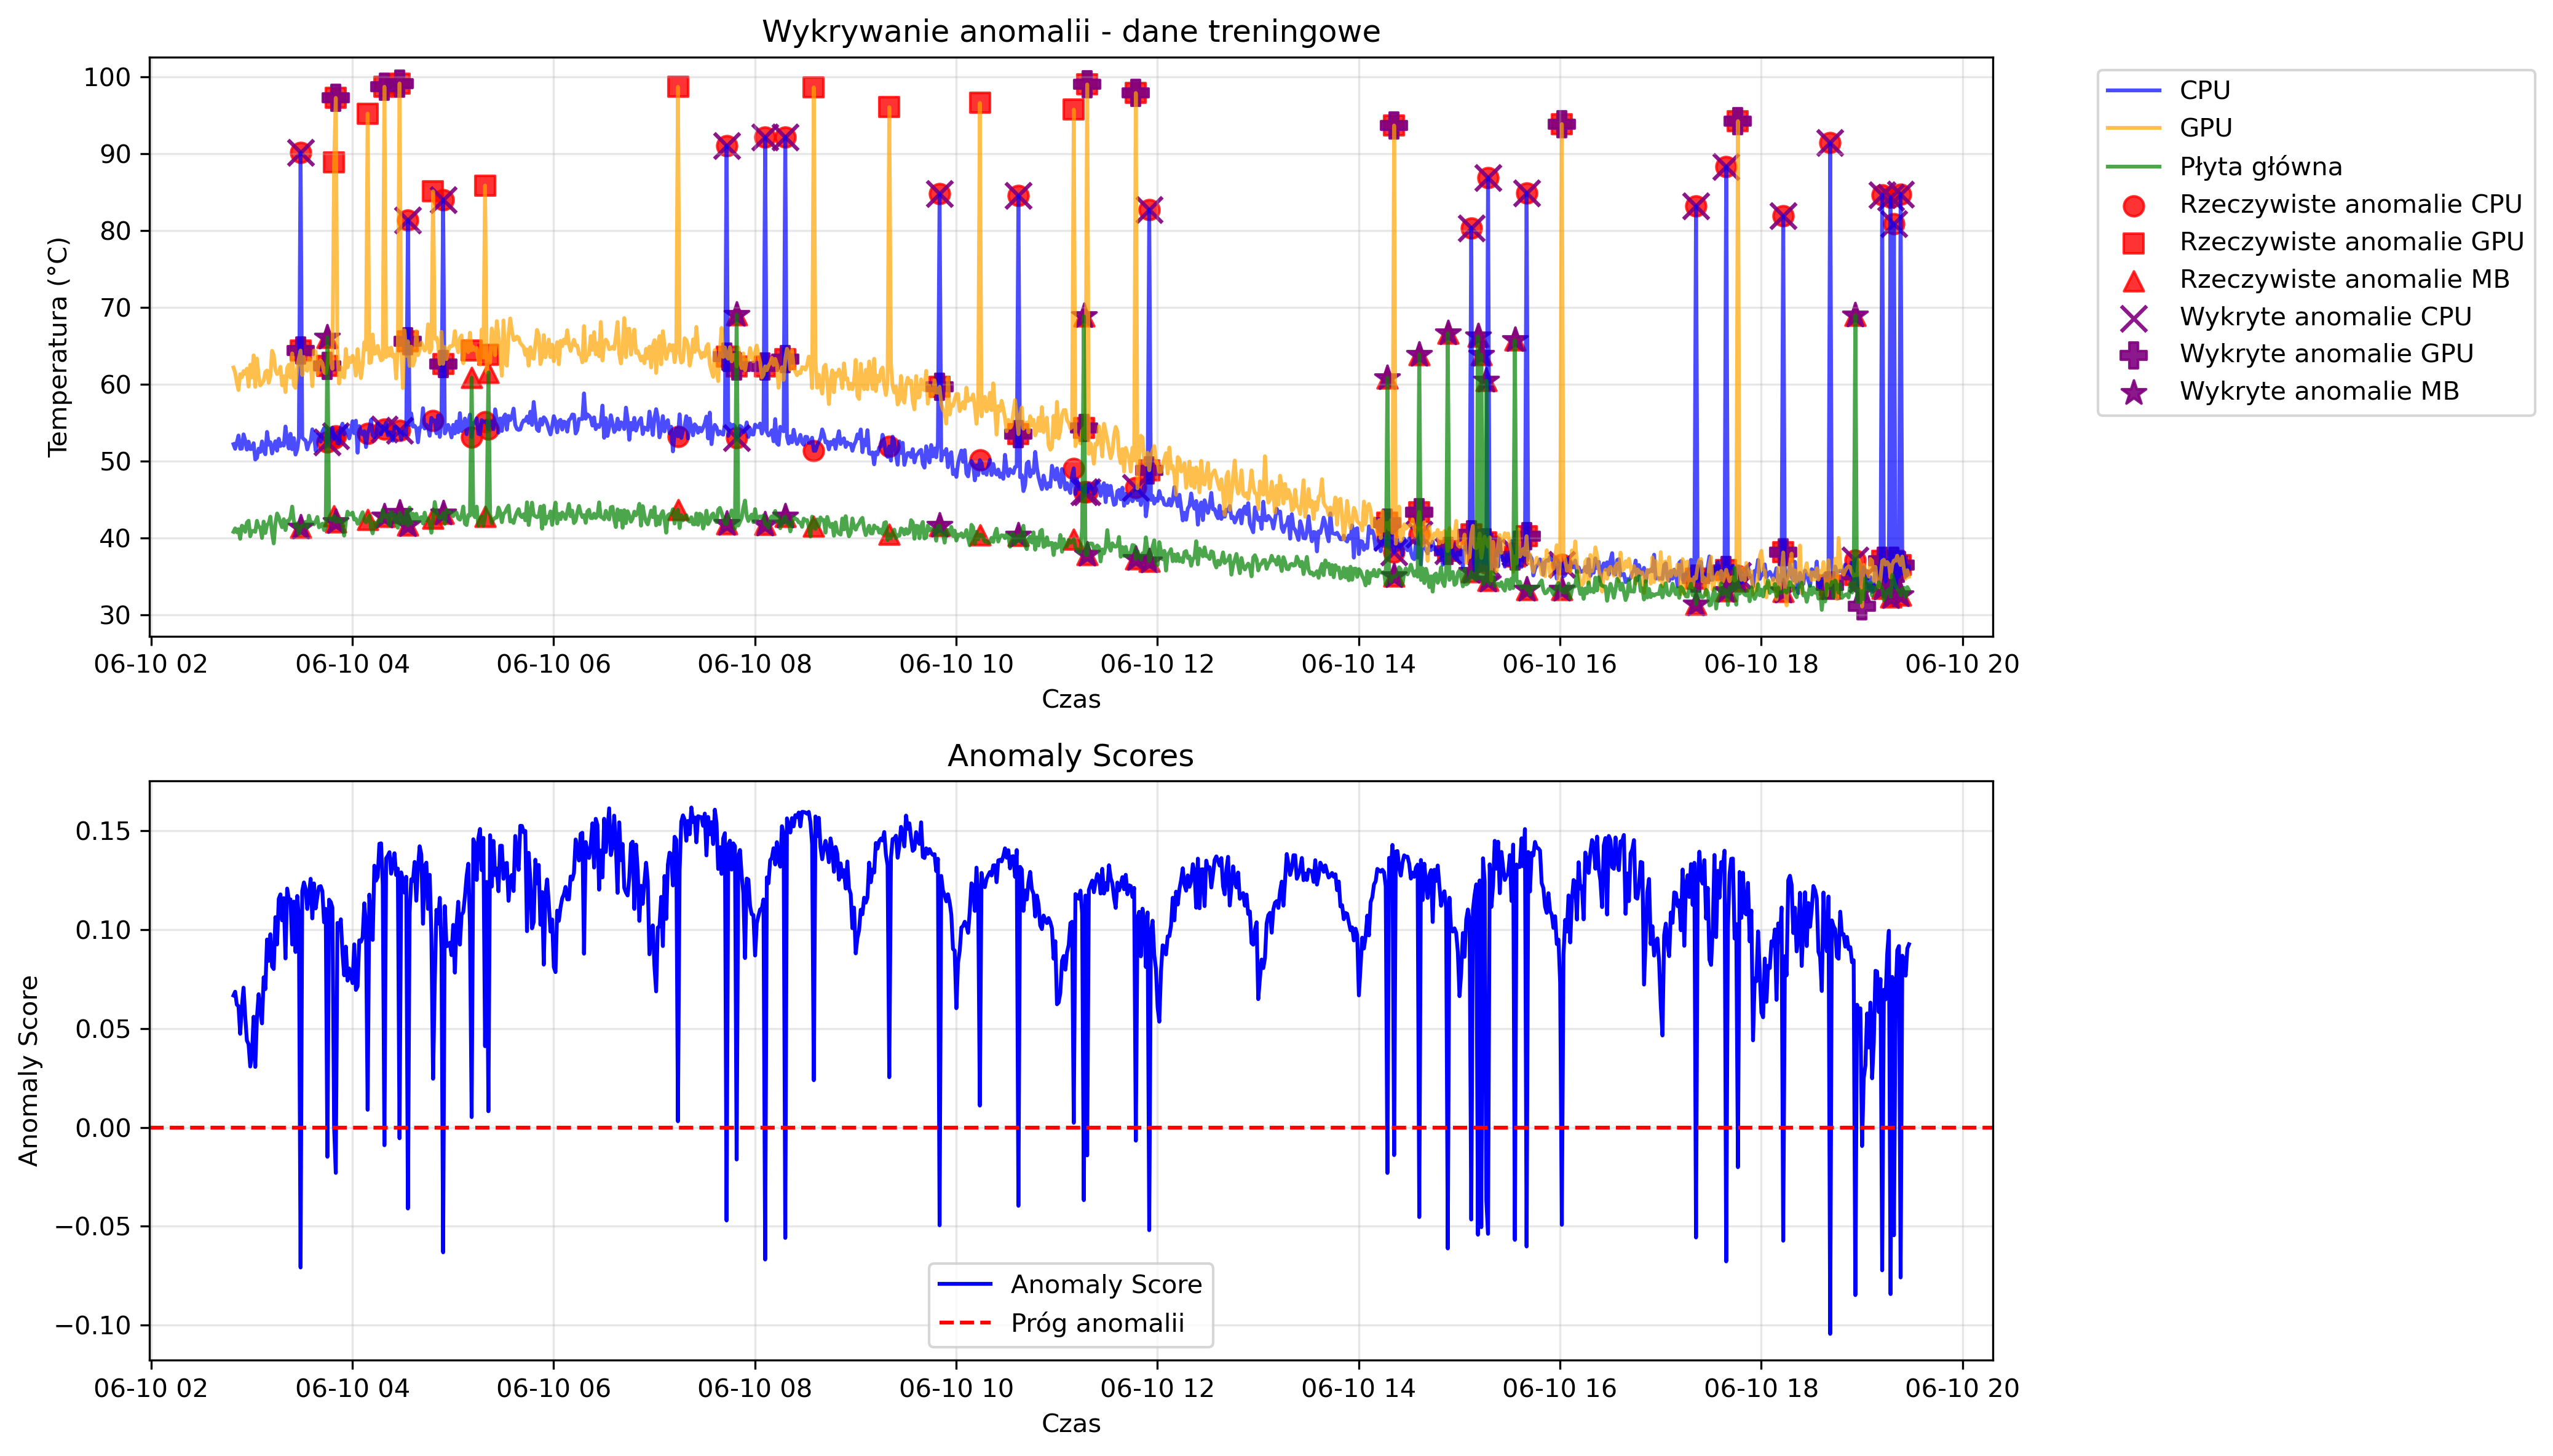 Wykrywanie anomalii - dane treningowe
100
90
80
70
60
50
40
30
Temperatura (°C)
06-10 02
06-10 04
06-10 06
06-10 08
06-10 10
06-10 12
06-10 14
06-10 16
06-10 18
06-10 20
Czas
CPU
GPU
Płyta główna
Rzeczywiste anomalie CPU
Rzeczywiste anomalie GPU
Rzeczywiste anomalie MB
Wykryte anomalie CPU
Wykryte anomalie GPU
Wykryte anomalie MB
Anomaly Scores
0.15
0.10
0.05
0.00
−0.05
−0.10
Anomaly Score
Anomaly Score
Próg anomalii
06-10 02
06-10 04
06-10 06
06-10 08
06-10 10
06-10 12
06-10 14
06-10 16
06-10 18
06-10 20
Czas